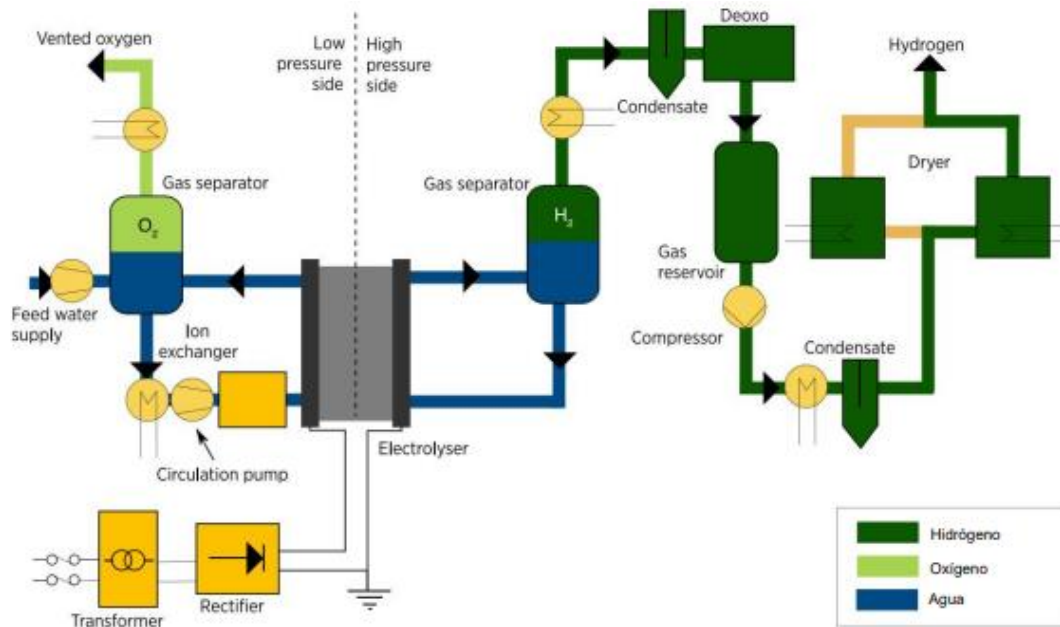 Vented oxygen
Low
pressure
side
High
pressure
side
Deoxo
Condensate
Hydrogen
Dryer
Gas separator
O2
Gas separator
H2
Feed water
supply
Ion
exchanger
Gas
reservoir
Compressor
Condensate
Electrolyser
Circulation pump
Transformer
Rectifier
Hidrógeno
Oxígeno
Agua